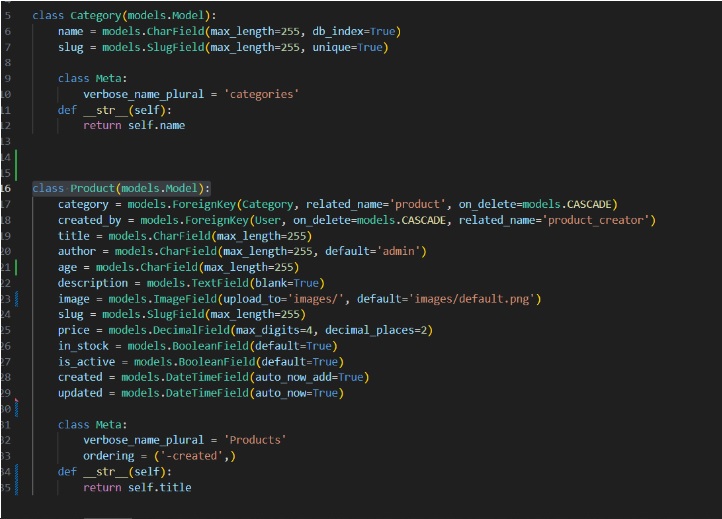 5 class Category(models.Model):
6 name = models.CharField(max_length=255, db_index=True)
7 slug = models.SlugField(max_length=255, unique=True)
8
9 class Meta:
10 verbose_name_plural = 'categories'
11 def __str__(self):
12 return self.name
13
14
15
16 class Product(models.Model):
17 category = models.ForeignKey(Category, related_name='product', on_delete=models.CASCADE)
18 created_by = models.ForeignKey(User, on_delete=models.CASCADE, related_name='product_creator')
19 title = models.CharField(max_length=255)
20 author = models.CharField(max_length=255, default='admin')
21 age = models.CharField(max_length=255)
22 description = models.TextField(blank=True)
23 image = models.ImageField(upload_to='images/', default='images/default.png')
24 slug = models.SlugField(max_length=255)
25 price = models.DecimalField(max_digits=4, decimal_places=2)
26 in_stock = models.BooleanField(default=True)
27 is_active = models.BooleanField(default=True)
28 created = models.DateTimeField(auto_now_add=True)
29 updated = models.DateTimeField(auto_now=True)
30
31 class Meta:
32 verbose_name_plural = 'Products'
33 ordering = ('-created',)
34 def __str__(self):
35 return self.title